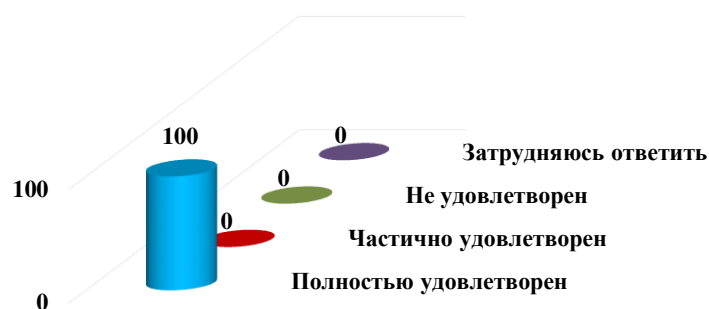 100
0
0
0
100
0
Затрудняюсь ответить
Не удовлетворен
Частично удовлетворен
Полностью удовлетворен